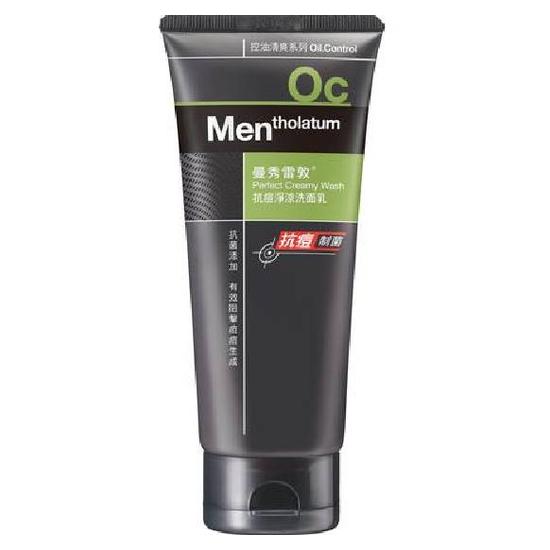 控油清爽系列 Oil.Control
Oc
Mentholatum
曼秀雷敦®
Perfect Creamy Wash
抗痘淨涼洗面乳
抗痘 制菌
抗菌添加 有效阻擊痘痘生成